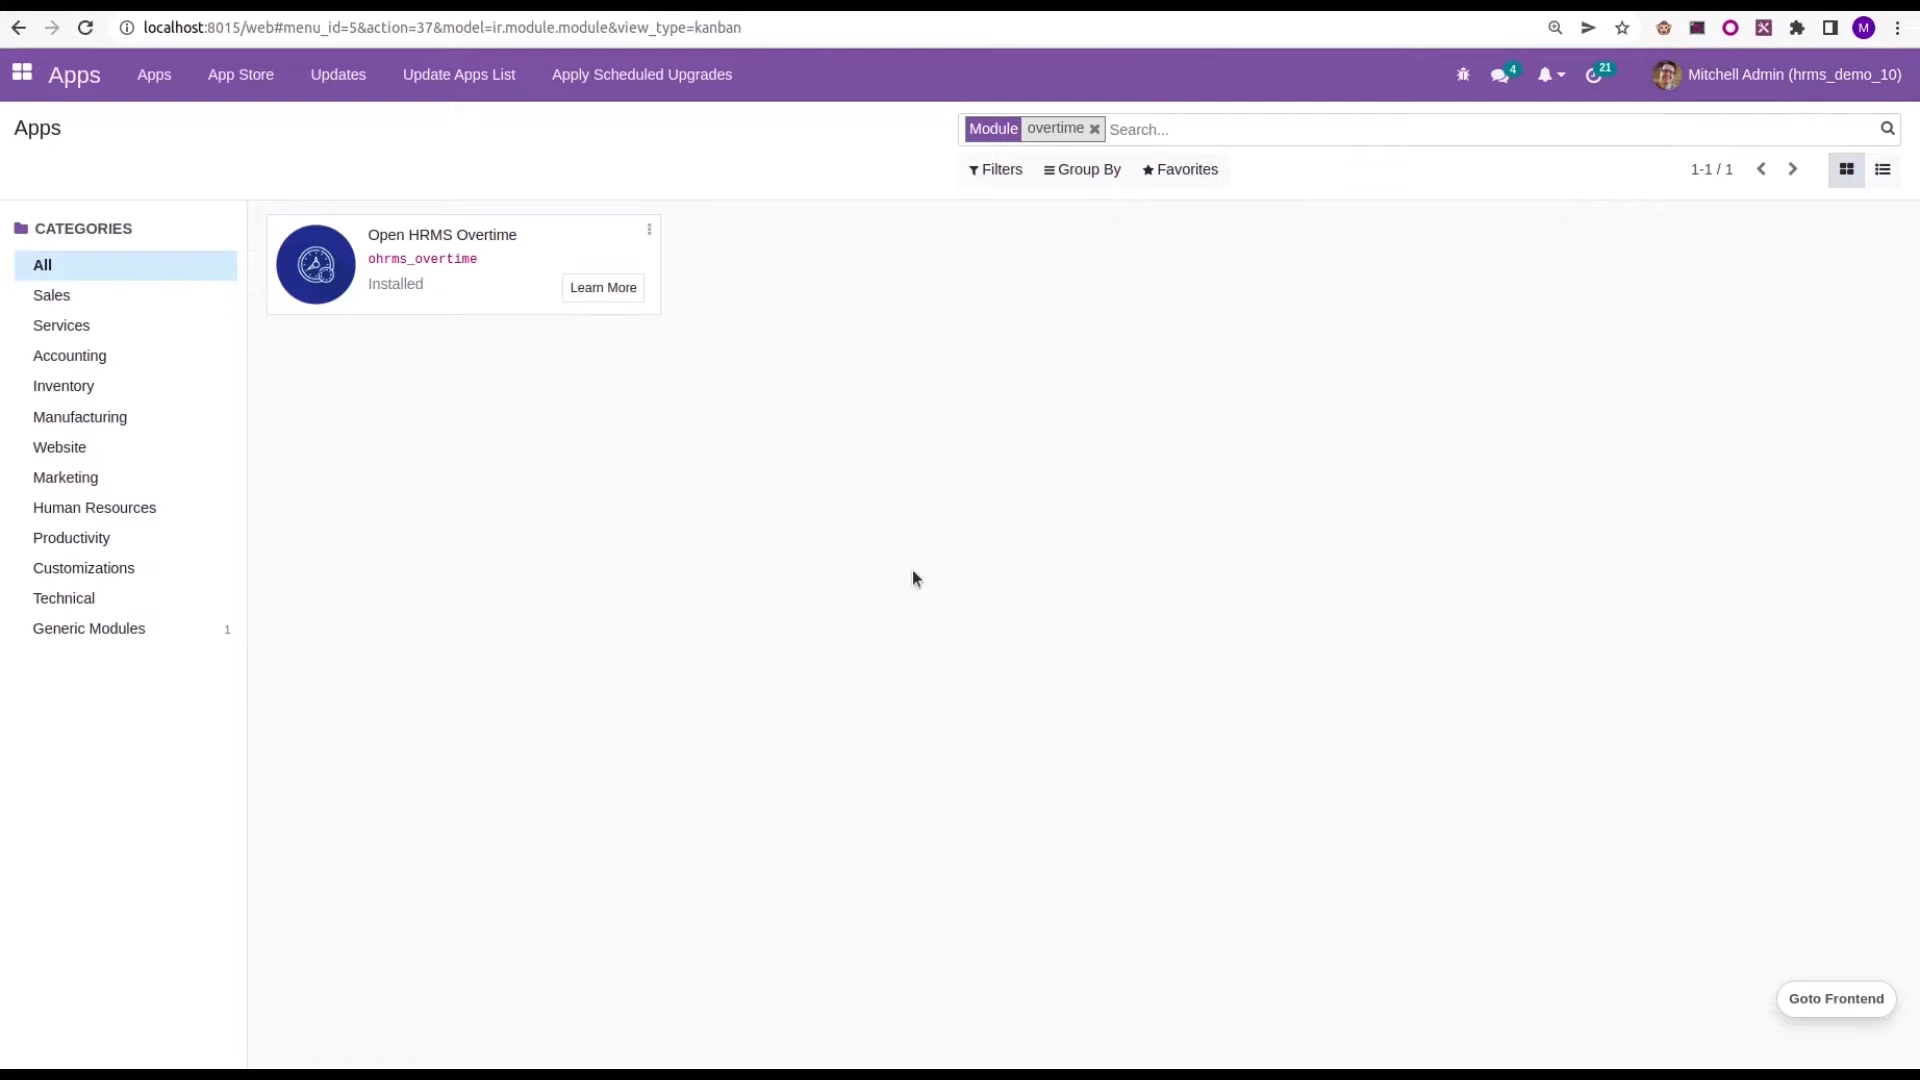 localhost:8015/web#menu_id=5&action=37&model=ir.module.module&view_type=kanban
M
Apps Apps App Store Updates Update Apps List Apply Scheduled Upgrades 4 21 Mitchell Admin (hrms_demo_10)
Apps
Module overtime Search...
Filters Group By Favorites 1-1 / 1
CATEGORIES
All
Sales
Services
Accounting
Inventory
Manufacturing
Website
Marketing
Human Resources
Productivity
Customizations
Technical
Generic Modules 1
Open HRMS Overtime
ohrms_overtime
Installed
Learn More
Goto Frontend